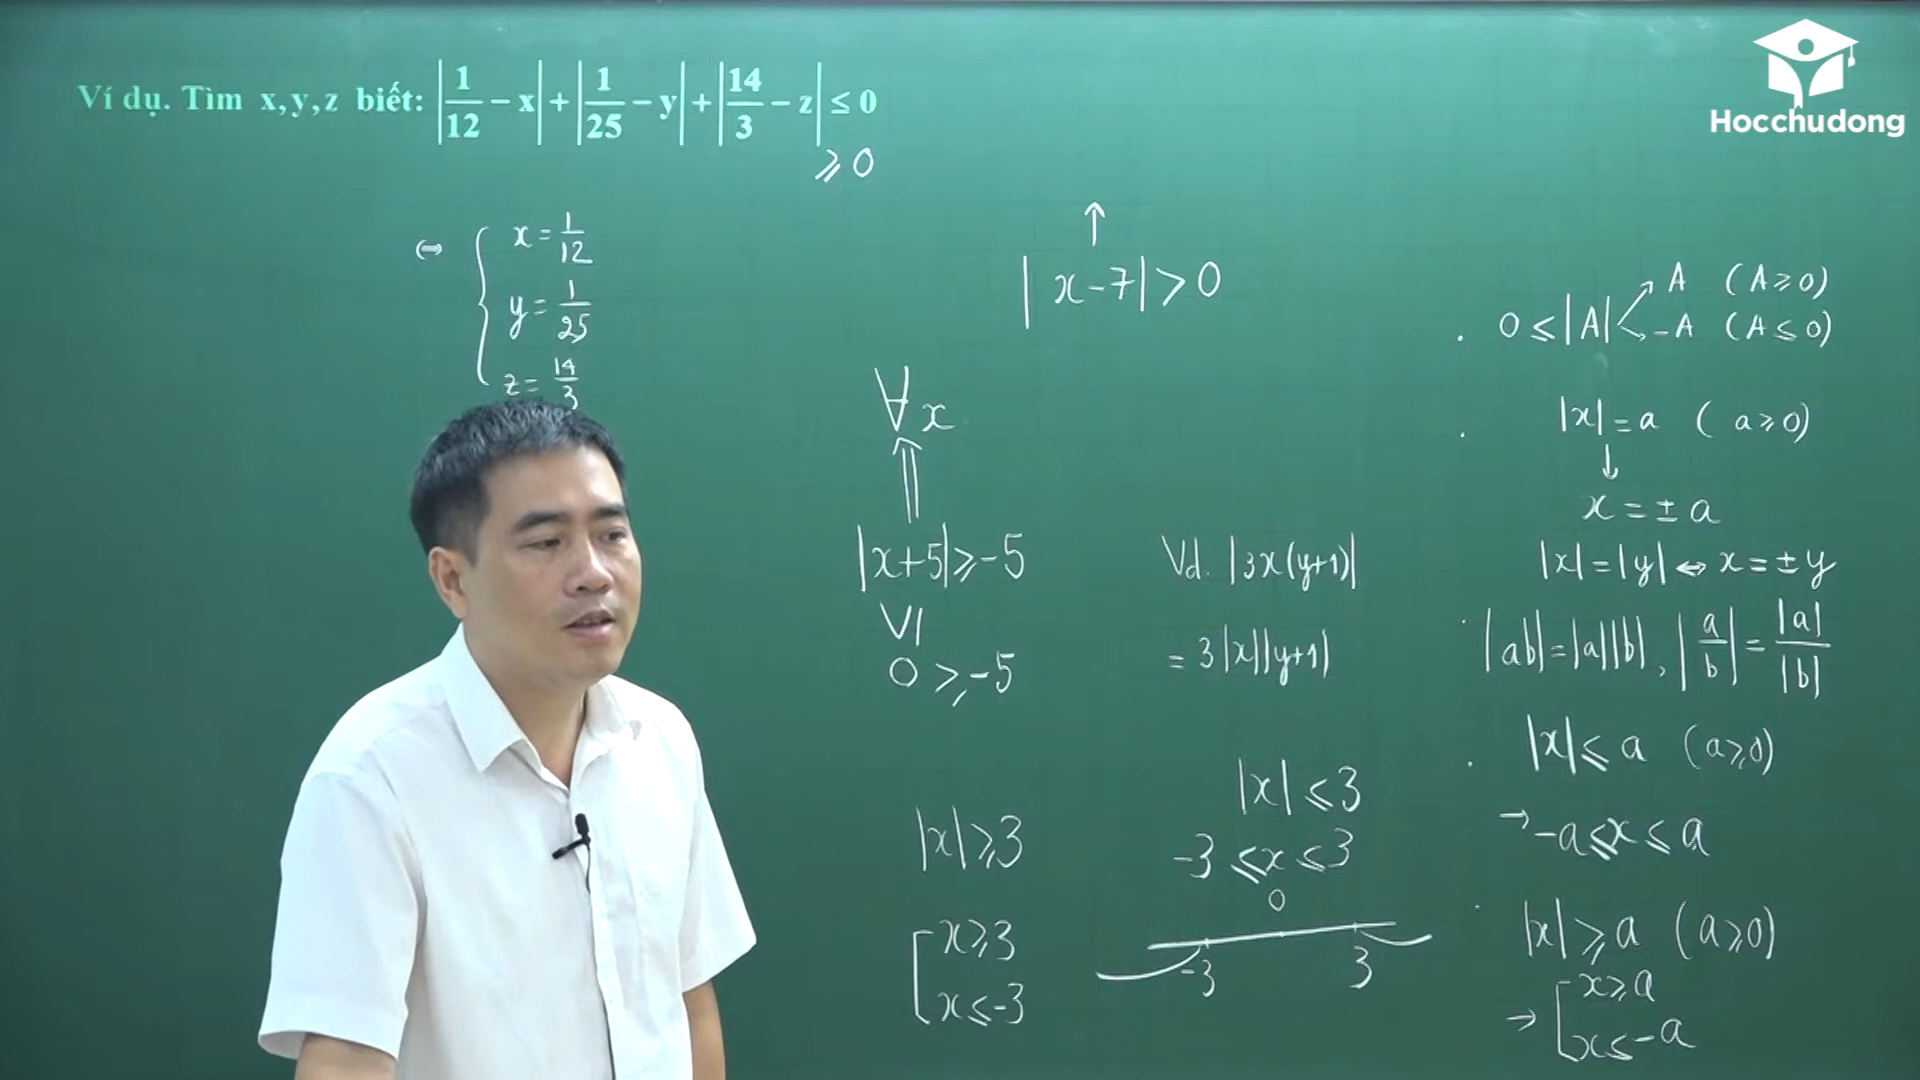 Ví dụ. Tìm x,y,z biết: |1/12 − x| + |1/25 − y| + |14/3 − z| ≤ 0
⩾ 0
⇔ { x = 1/12
y = 1/25
z = 14/3
↑
|x−7| > 0
∀x
⇑
|x+5| ⩾ −5
VI
0 ⩾ −5
|x| ⩾ 3
[ x ⩾ 3
x ≤ −3
Vd. |3x(y+1)|
= 3|x||y+1|
|x| ⩽ 3
−3 ⩽ x ≤ 3
0
−3 3
Hocchudong
. 0 ≤ |A| → A (A ⩾ 0)
→ −A (A ≤ 0)
. |x| = a (a ⩾ 0)
↓
x = ± a
|x| = |y| ↔ x = ± y
. |ab| = |a||b| , |a/b| = |a|/|b|
. |x| ⩽ a (a ⩾ 0)
→ −a ⩽ x ≤ a
. |x| ⩾ a (a ⩾ 0)
→ [ x ⩾ a
x ≤ −a